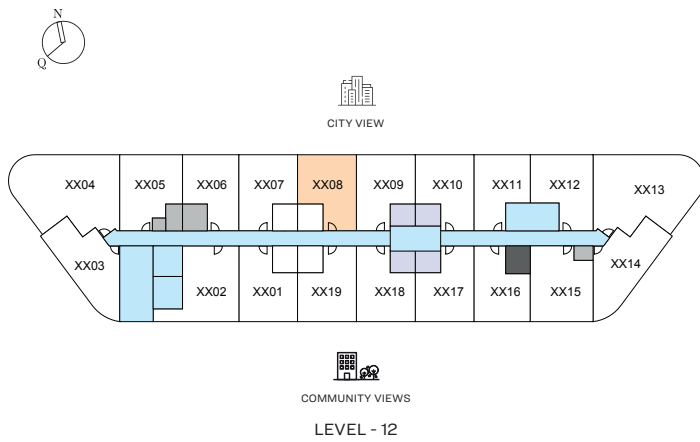 N
Q
CITY VIEW
XX04 XX05 XX06 XX07 XX08 XX09 XX10 XX11 XX12 XX13
XX03 XX14
XX02 XX01 XX19 XX18 XX17 XX16 XX15
COMMUNITY VIEWS
LEVEL - 12